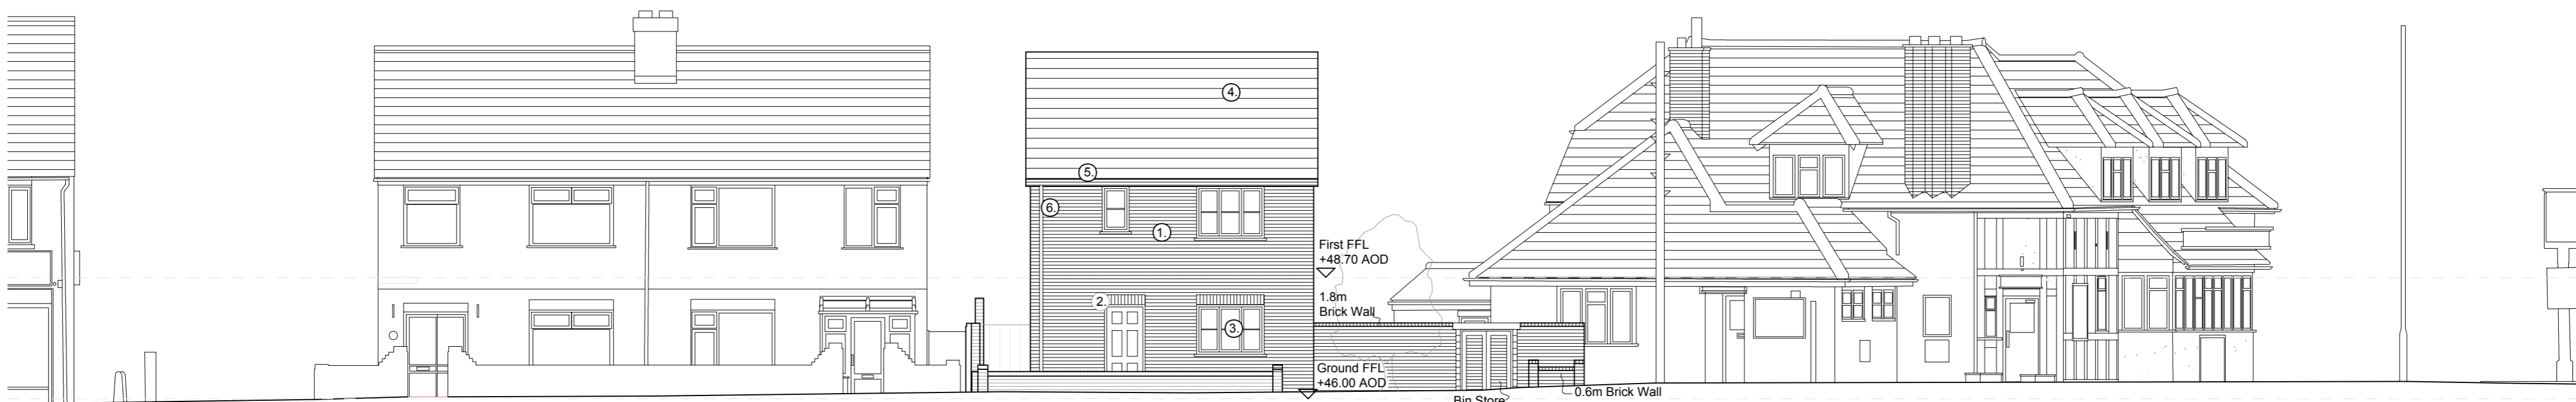 4.
5.
6.
1.
First FFL
+48.70 AOD
2.
1.8m
Brick Wall
3.
Ground FFL
+46.00 AOD
0.6m Brick Wall
Bin Store